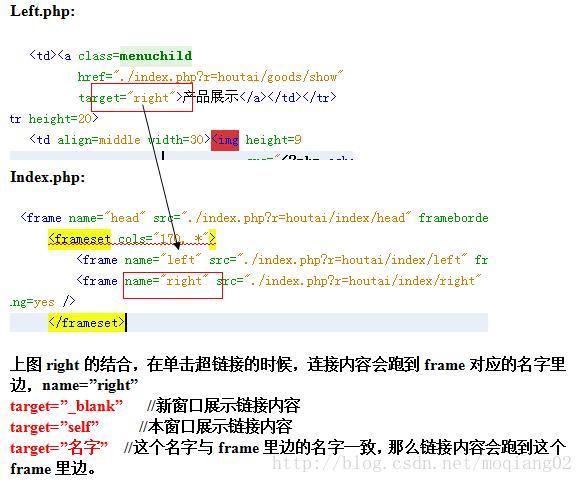 Left.php:
<td><a class=menuchild
href="./index.php?r=houtai/goods/show"
target="right">产品展示</a></td></tr>
tr height=20>
<td align=middle width=30><img height=9
Index.php:
<frame name="head" src="./index.php?r=houtai/index/head" frameborde
<frameset cols="170, *">
<frame name="left" src="./index.php?r=houtai/index/left" fr
<frame name="right" src="./index.php?r=houtai/index/right"
.ng=yes />
</frameset>
上图 right 的结合，在单击超链接的时候，连接内容会跑到 frame 对应的名字里
边，name=”right”
target=”_blank” //新窗口展示链接内容
target=”self” //本窗口展示链接内容
target=”名字” //这个名字与 frame 里边的名字一致，那么链接内容会跑到这个
frame 里边。
http://blog.csdn.net/moqiang02